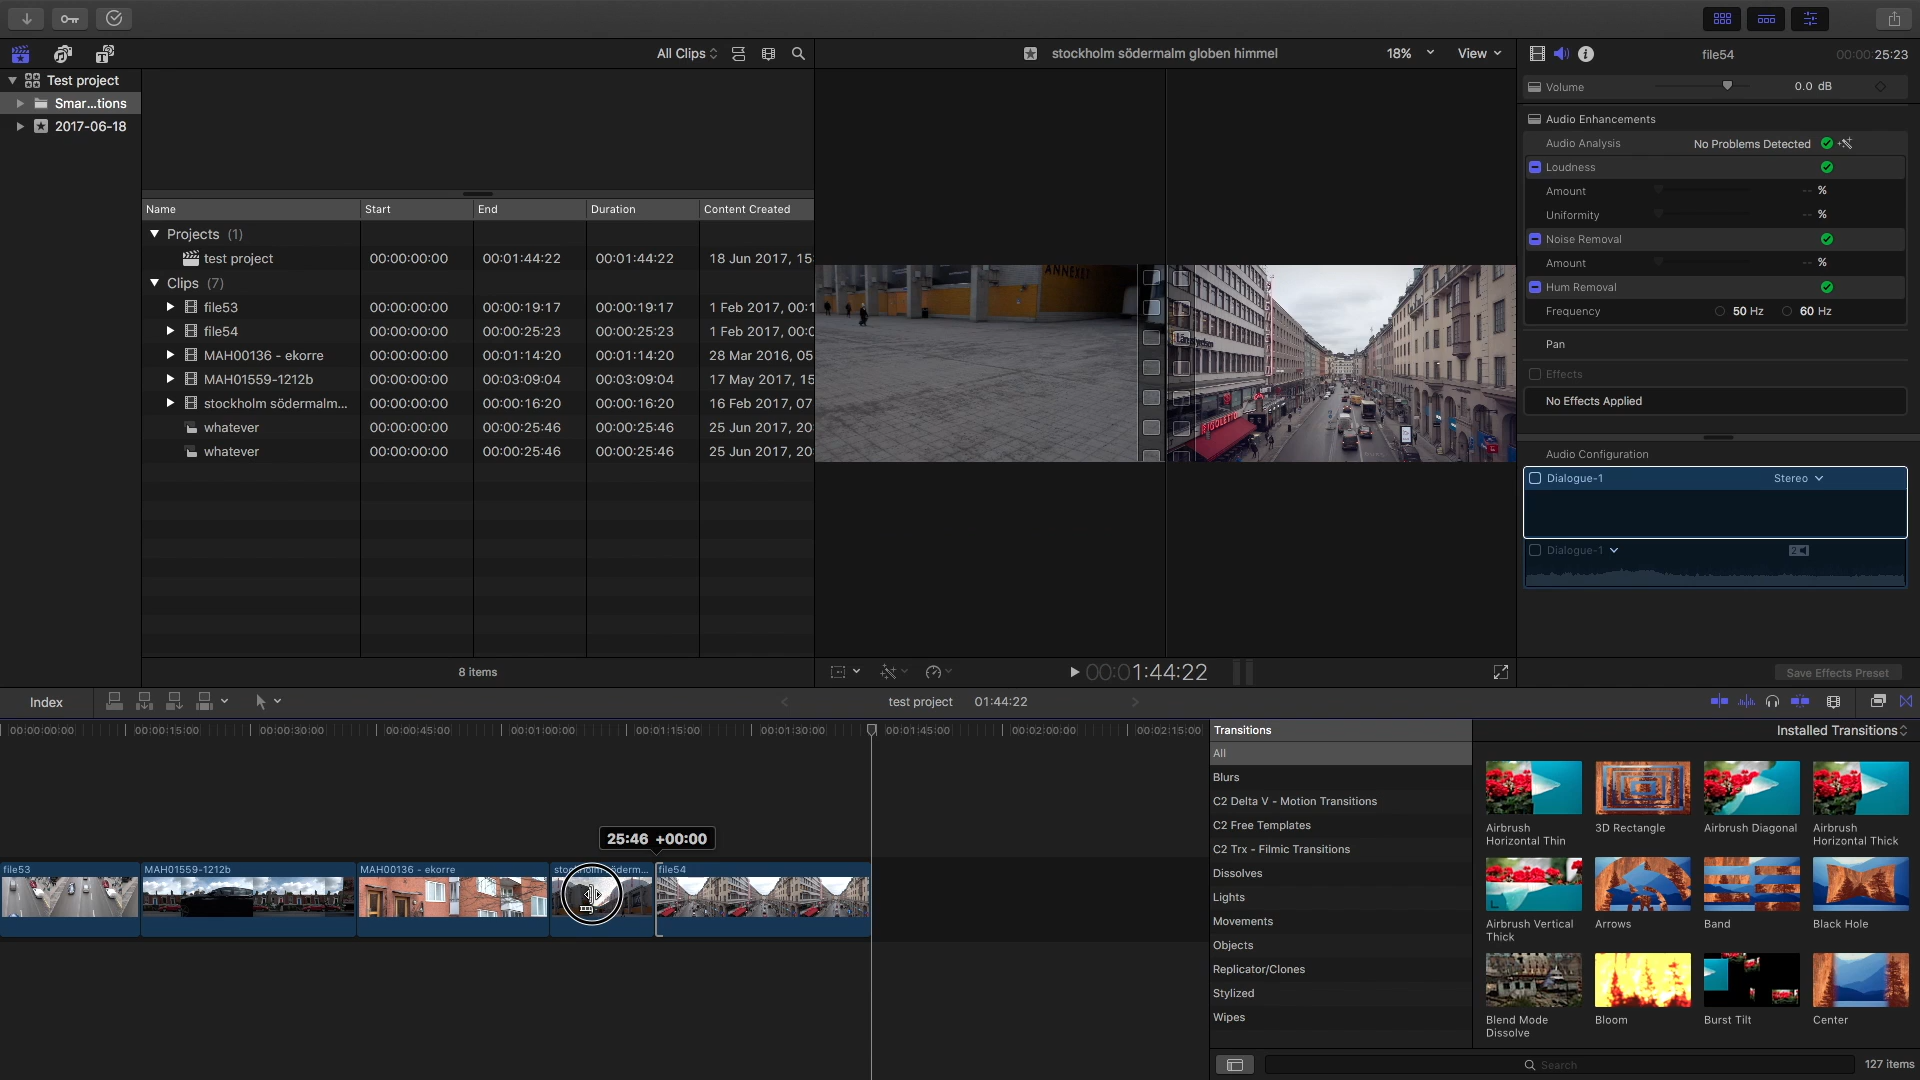 All Clips
stockholm södermalm globen himmel
18%
View
file54
00:00:25:23
Test project
Smar...tions
2017-06-18
Volume
0.0 dB
Audio Enhancements
Audio Analysis
No Problems Detected
Loudness
Amount
-- %
Uniformity
-- %
Noise Removal
Amount
-- %
Hum Removal
Frequency
50 Hz
60 Hz
Pan
Effects
No Effects Applied
Audio Configuration
Dialogue-1
Stereo
Dialogue-1
Save Effects Preset
Name Start End Duration Content Created
Projects (1)
test project 00:00:00:00 00:01:44:22 00:01:44:22 18 Jun 2017, 15
Clips (7)
file53 00:00:00:00 00:00:19:17 00:00:19:17 1 Feb 2017, 00:1
file54 00:00:00:00 00:00:25:23 00:00:25:23 1 Feb 2017, 00:0
MAH00136 - ekorre 00:00:00:00 00:01:14:20 00:01:14:20 28 Mar 2016, 05
MAH01559-1212b 00:00:00:00 00:03:09:04 00:03:09:04 17 May 2017, 15
stockholm södermalm... 00:00:00:00 00:00:16:20 00:00:16:20 16 Feb 2017, 07
whatever 00:00:00:00 00:00:25:46 00:00:25:46 25 Jun 2017, 20
whatever 00:00:00:00 00:00:25:46 00:00:25:46 25 Jun 2017, 20
8 items
ANNEXET
00:01:44:22
Index
test project 01:44:22
00:00:00:00 00:00:15:00 00:00:30:00 00:00:45:00 00:01:00:00 00:01:15:00 00:01:30:00 00:01:45:00 00:02:00:00 00:02:15:00
25:46 +00:00
file53
MAH01559-1212b
MAH00136 - ekorre
file54
Transitions
All
Blurs
C2 Delta V - Motion Transitions
C2 Free Templates
C2 Trx - Filmic Transitions
Dissolves
Lights
Movements
Objects
Replicator/Clones
Stylized
Wipes
Installed Transitions
Airbrush Horizontal Thin
3D Rectangle
Airbrush Diagonal
Airbrush Horizontal Thick
Airbrush Vertical Thick
Arrows
Band
Black Hole
Blend Mode Dissolve
Bloom
Burst Tilt
Center
Search
127 items